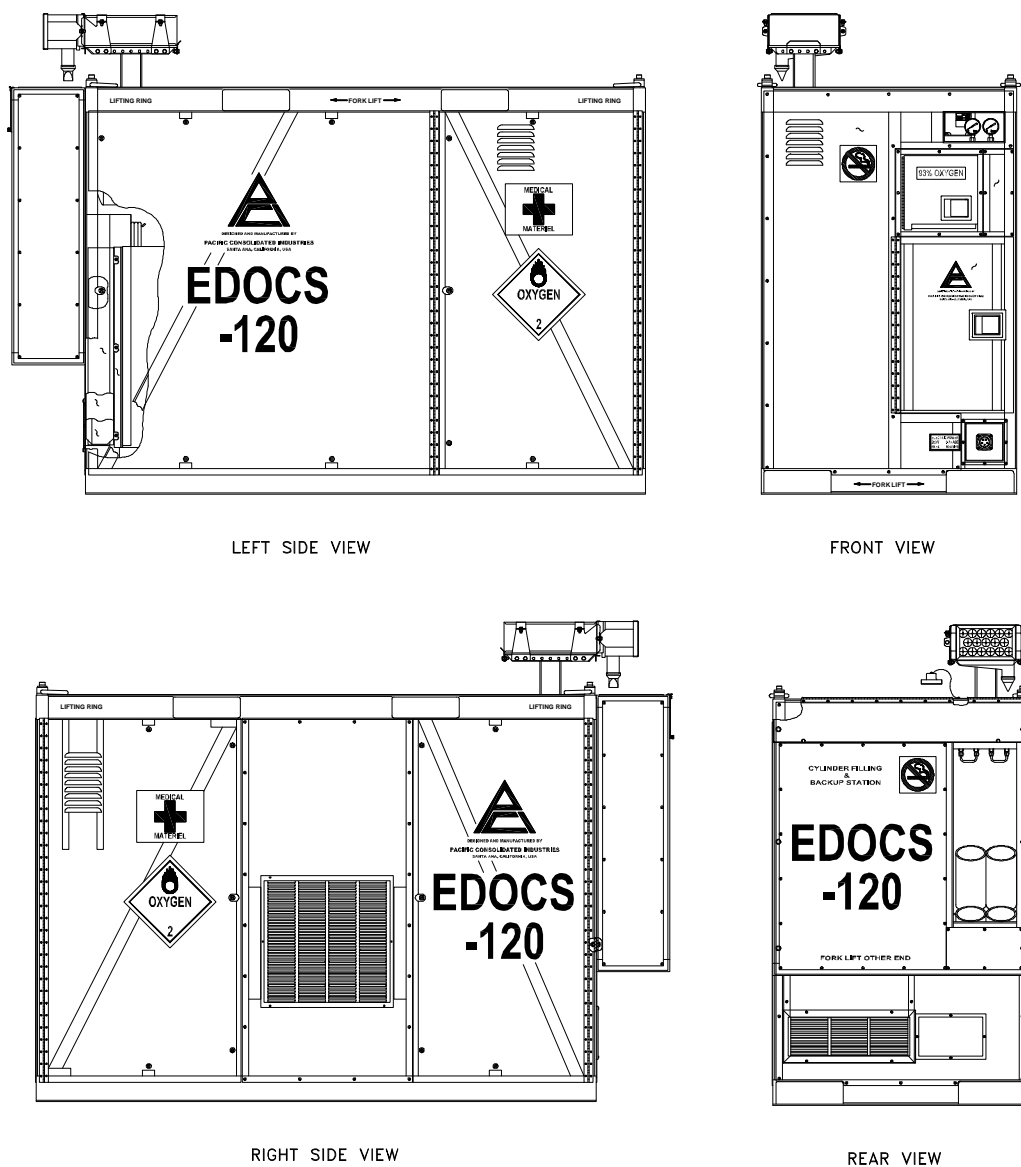 LIFTING RING
FORK LIFT
LIFTING RING
MEDICAL
MATERIEL
DESIGNED AND MANUFACTURED BY
PACIFIC CONSOLIDATED INDUSTRIES
SANTA ANA, CALIFORNIA, USA
EDOCS
-120
OXYGEN
2
LEFT SIDE VIEW
93% OXYGEN
FORK LIFT
FRONT VIEW
LIFTING RING
LIFTING RING
MEDICAL
MATERIEL
DESIGNED AND MANUFACTURED BY
PACIFIC CONSOLIDATED INDUSTRIES
SANTA ANA, CALIFORNIA, USA
OXYGEN
2
EDOCS
-120
RIGHT SIDE VIEW
CYLINDER FILLING
&
BACKUP STATION
EDOCS
-120
FORK LIFT OTHER END
REAR VIEW